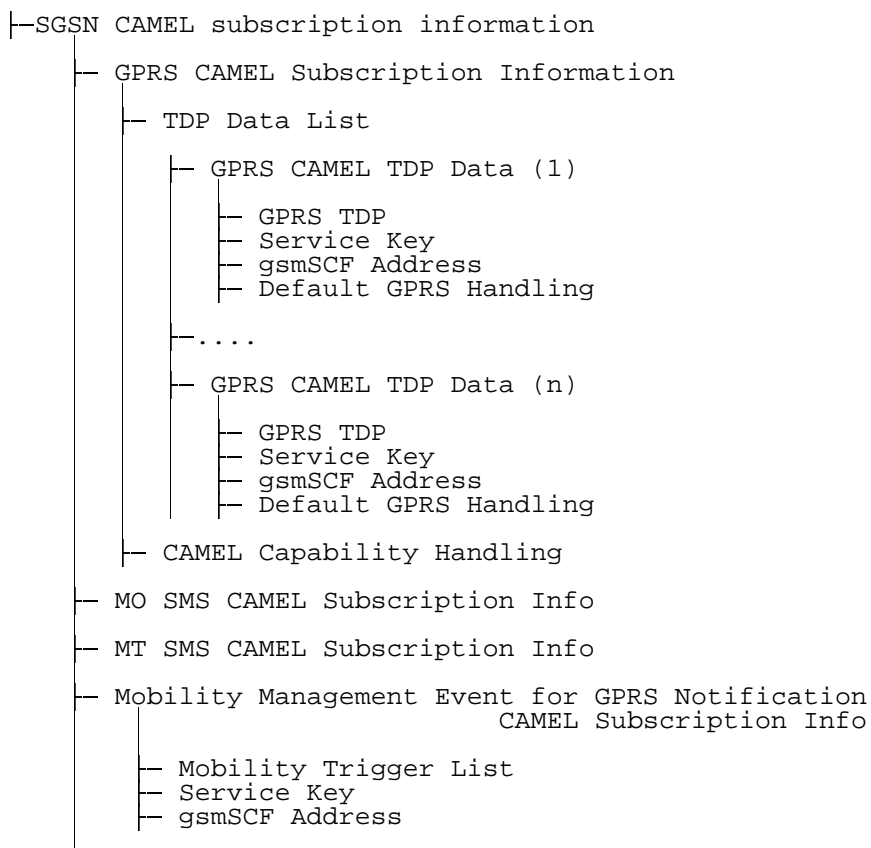 SGSN CAMEL subscription information
GPRS CAMEL Subscription Information
TDP Data List
GPRS CAMEL TDP Data (1)
GPRS TDP
Service Key
gsmSCF Address
Default GPRS Handling
....
GPRS CAMEL TDP Data (n)
GPRS TDP
Service Key
gsmSCF Address
Default GPRS Handling
CAMEL Capability Handling
MO SMS CAMEL Subscription Info
MT SMS CAMEL Subscription Info
Mobility Management Event for GPRS Notification
CAMEL Subscription Info
Mobility Trigger List
Service Key
gsmSCF Address